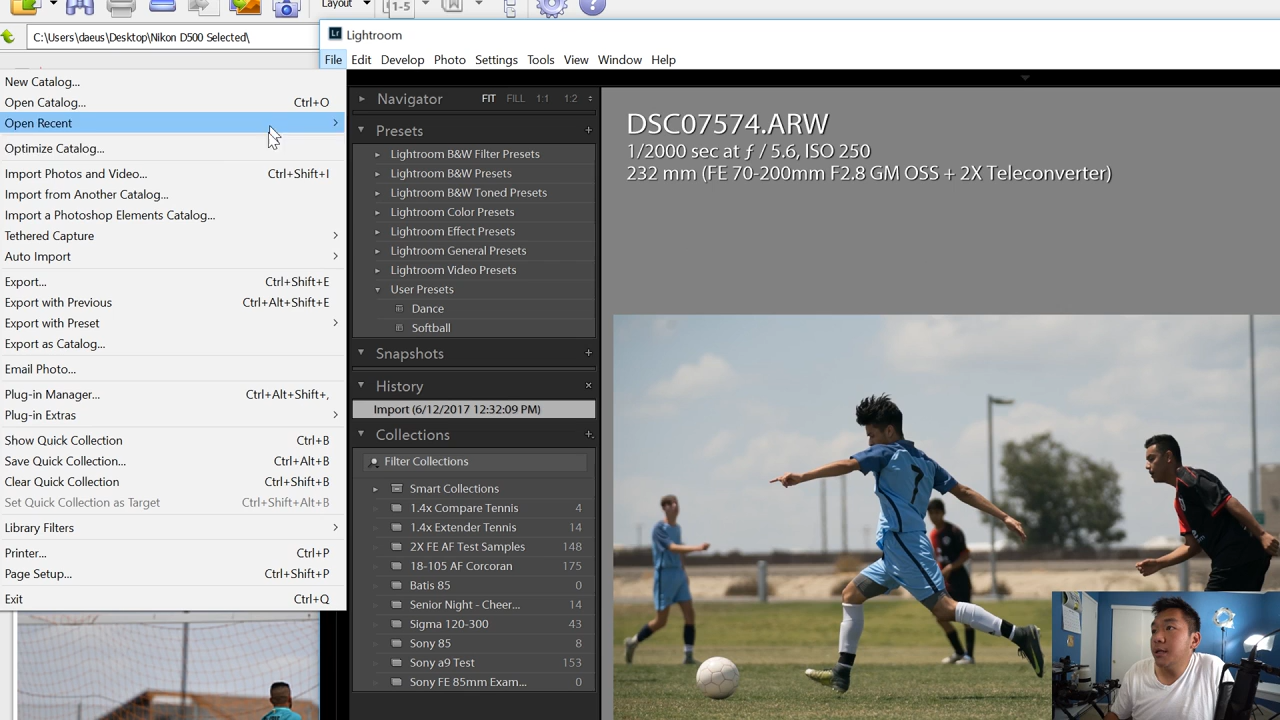 Layout
1-5
C:\Users\daeus\Desktop\Nikon D500 Selected\
Lr Lightroom
File Edit Develop Photo Settings Tools View Window Help
New Catalog...
Open Catalog... Ctrl+O
Open Recent
Optimize Catalog...
Import Photos and Video... Ctrl+Shift+I
Import from Another Catalog...
Import a Photoshop Elements Catalog...
Tethered Capture
Auto Import
Export... Ctrl+Shift+E
Export with Previous Ctrl+Alt+Shift+E
Export with Preset
Export as Catalog...
Email Photo...
Plug-in Manager... Ctrl+Alt+Shift+,
Plug-in Extras
Show Quick Collection Ctrl+B
Save Quick Collection... Ctrl+Alt+B
Clear Quick Collection Ctrl+Shift+B
Set Quick Collection as Target Ctrl+Shift+Alt+B
Library Filters
Printer... Ctrl+P
Page Setup... Ctrl+Shift+P
Exit Ctrl+Q
Navigator FIT FILL 1:1 1:2
Presets +
Lightroom B&W Filter Presets
Lightroom B&W Presets
Lightroom B&W Toned Presets
Lightroom Color Presets
Lightroom Effect Presets
Lightroom General Presets
Lightroom Video Presets
User Presets
Dance
Softball
Snapshots +
History ×
Import (6/12/2017 12:32:09 PM)
Collections +
Filter Collections
Smart Collections
1.4x Compare Tennis 4
1.4x Extender Tennis 14
2X FE AF Test Samples 148
18-105 AF Corcoran 175
Batis 85 0
Senior Night - Cheer... 14
Sigma 120-300 43
Sony 85 8
Sony a9 Test 153
Sony FE 85mm Exam... 0
DSC07574.ARW
1/2000 sec at ƒ / 5.6, ISO 250
232 mm (FE 70-200mm F2.8 GM OSS + 2X Teleconverter)
7